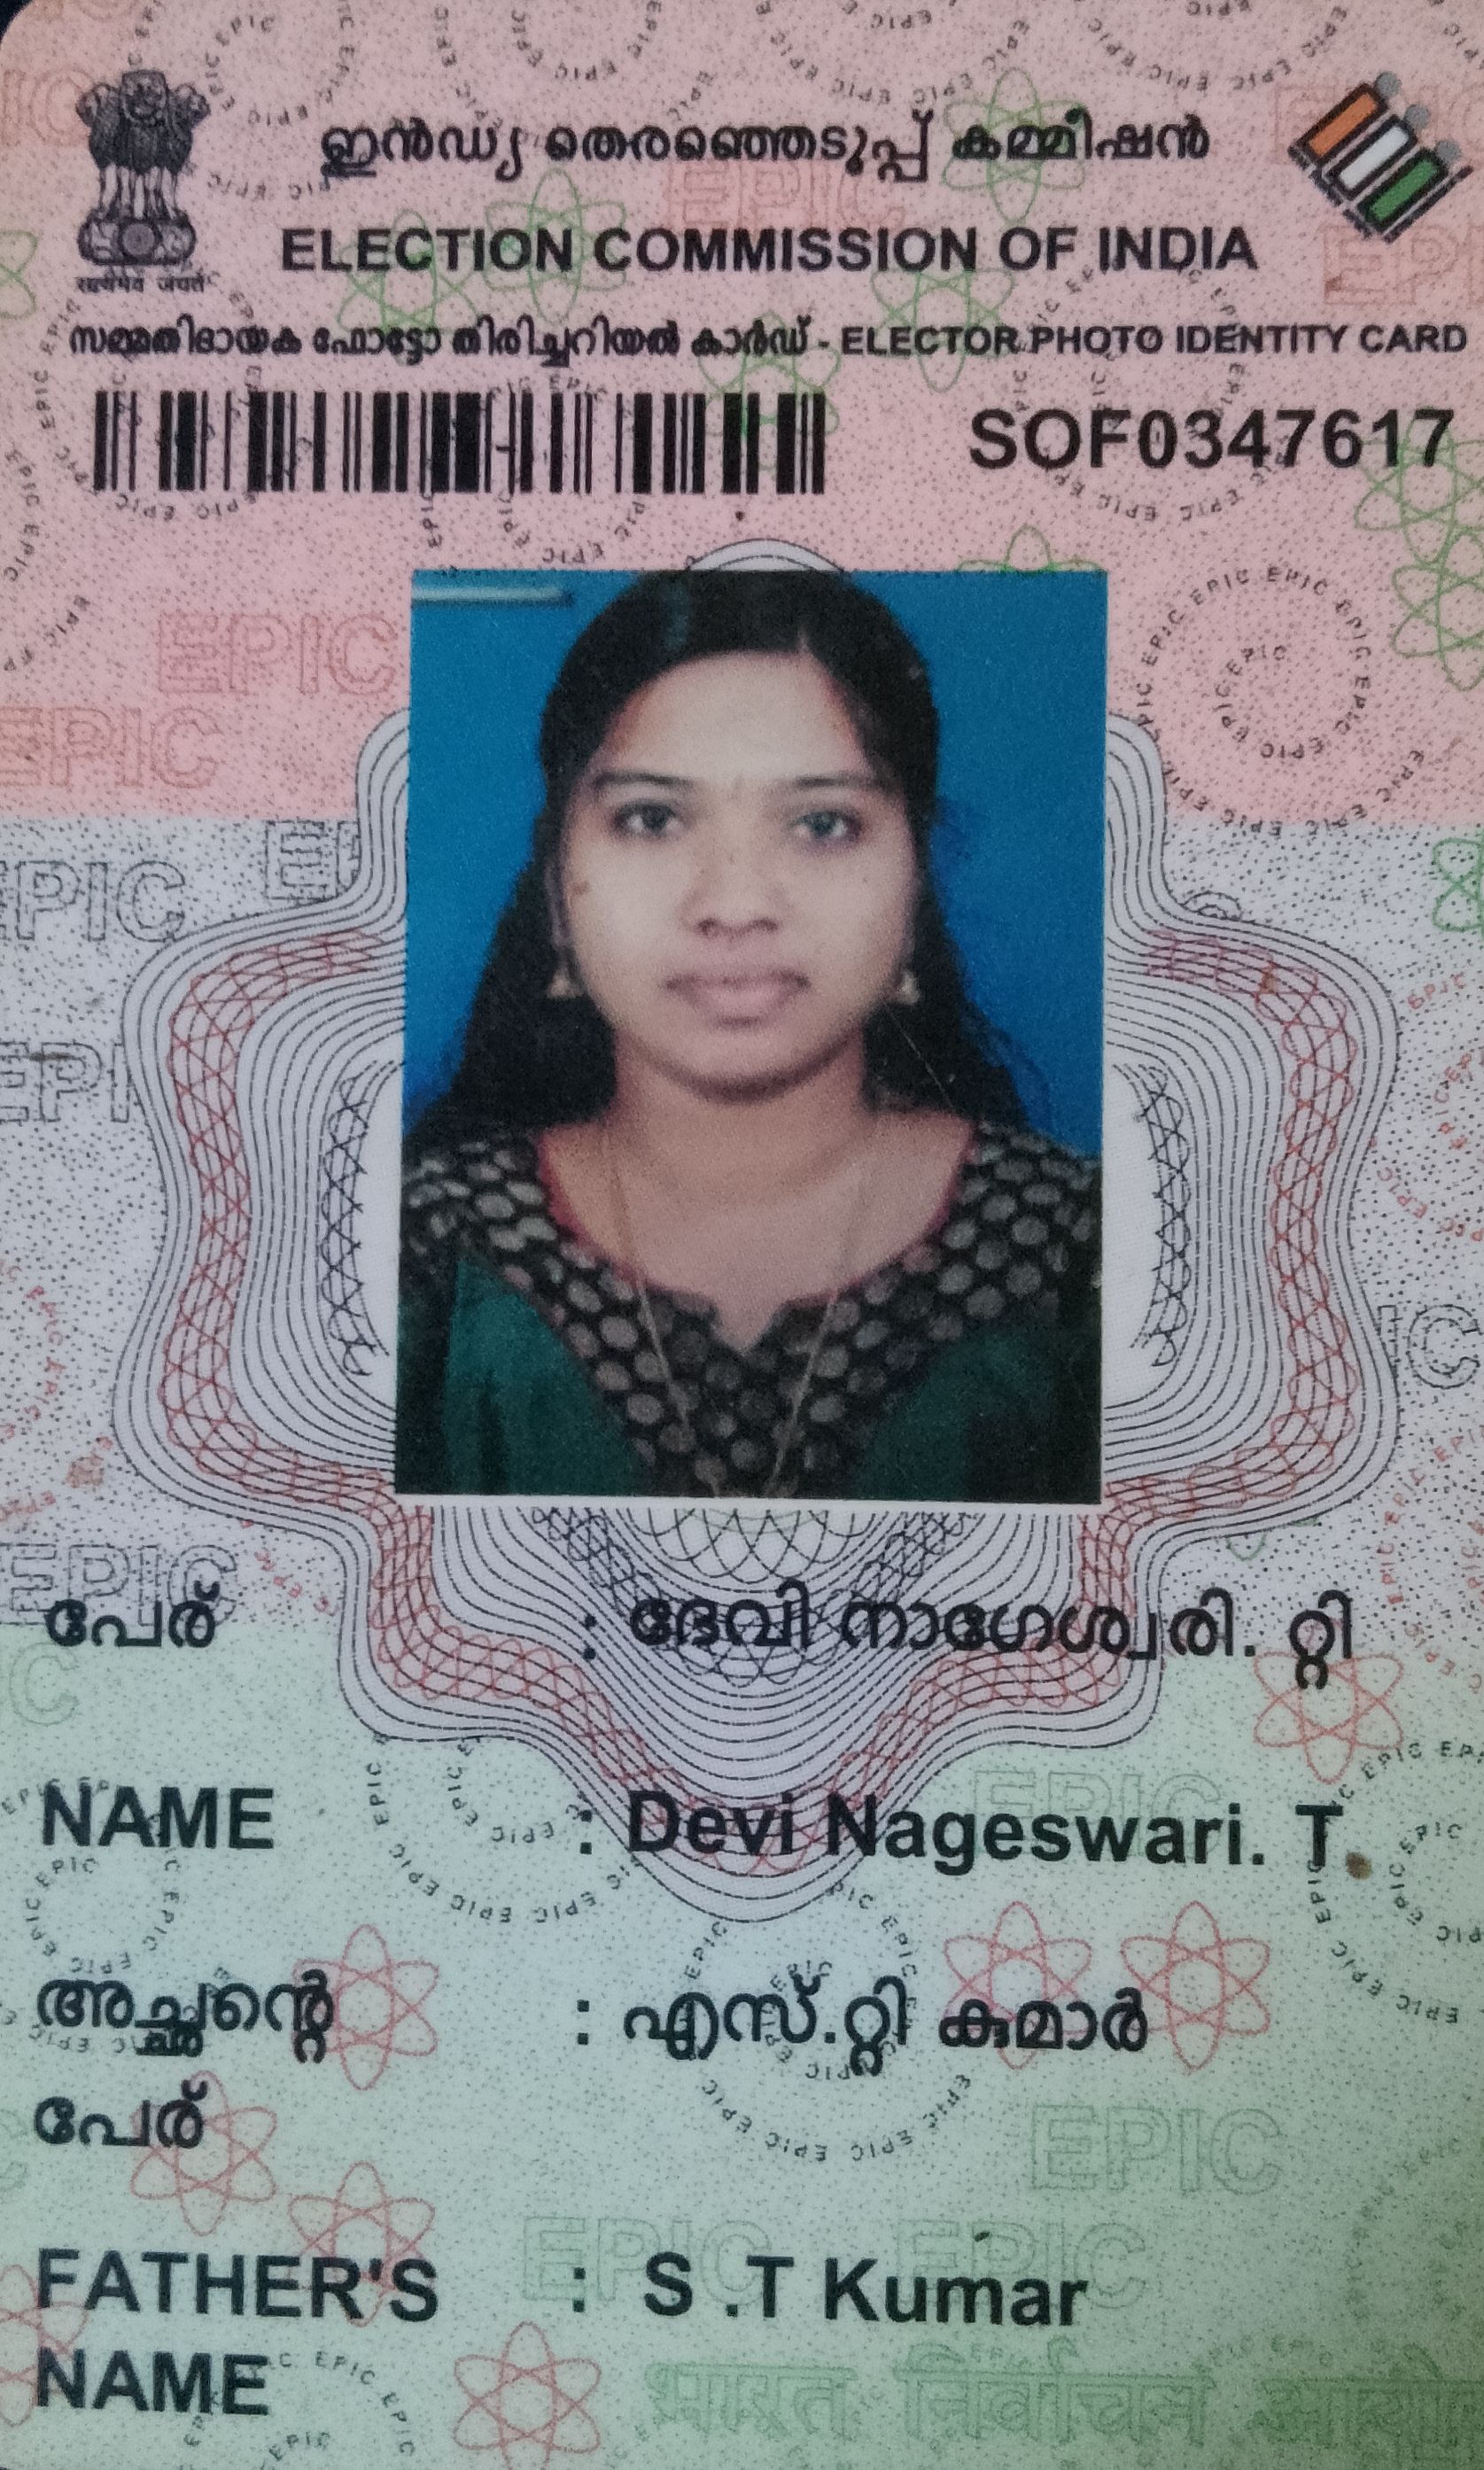 ഇൻഡ്യ തെരഞ്ഞെടുപ്പ് കമ്മീഷൻ
ELECTION COMMISSION OF INDIA
सत्यमेव जयते
സമ്മതിദായക ഫോട്ടോ തിരിച്ചറിയൽ കാർഡ് - ELECTOR PHOTO IDENTITY CARD
SOF0347617
പേര് : ദേവി നാഗേശ്വരി. റ്റി
NAME : Devi Nageswari. T
അച്ഛന്റെ : എസ്.റ്റി കുമാർ
പേര്
FATHER'S : S .T Kumar
NAME
भारत निर्वाचन